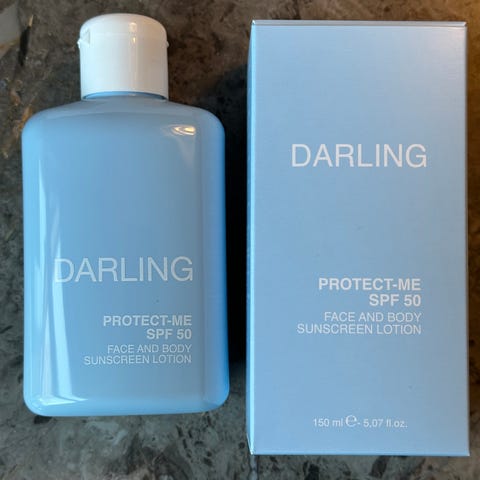 DARLING
PROTECT-ME
SPF 50
FACE AND BODY
SUNSCREEN LOTION
DARLING
PROTECT-ME
SPF 50
FACE AND BODY
SUNSCREEN LOTION
150 ml ℮- 5,07 fl.oz.